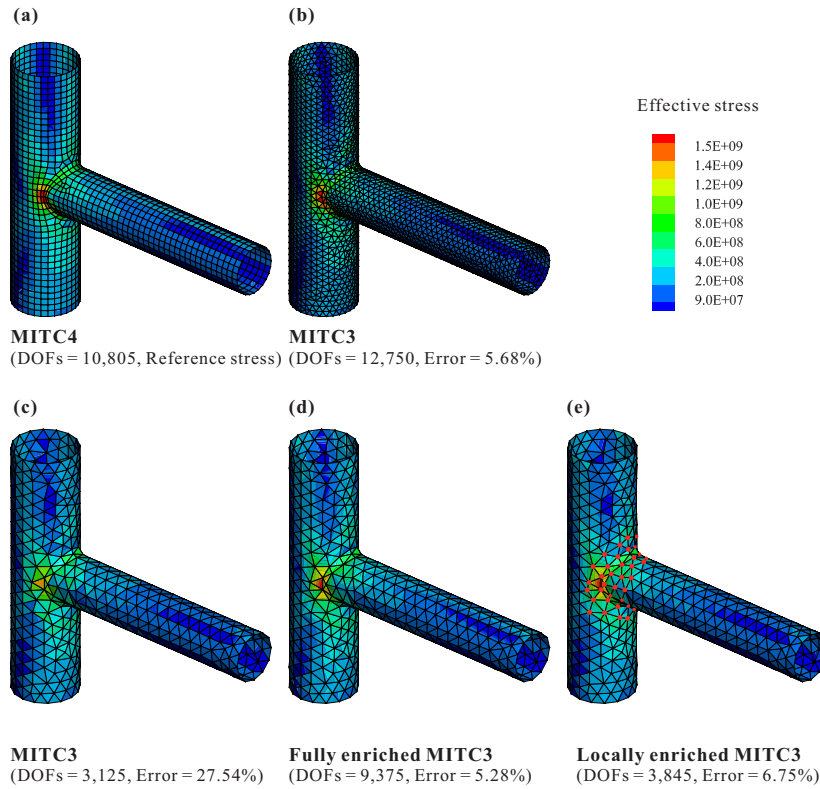 (a)
(b)
MITC4
(DOFs = 10,805, Reference stress)
MITC3
(DOFs = 12,750, Error = 5.68%)
Effective stress
1.5E+09
1.4E+09
1.2E+09
1.0E+09
8.0E+08
6.0E+08
4.0E+08
2.0E+08
9.0E+07
(c)
(d)
(e)
MITC3
(DOFs = 3,125, Error = 27.54%)
Fully enriched MITC3
(DOFs = 9,375, Error = 5.28%)
Locally enriched MITC3
(DOFs = 3,845, Error = 6.75%)